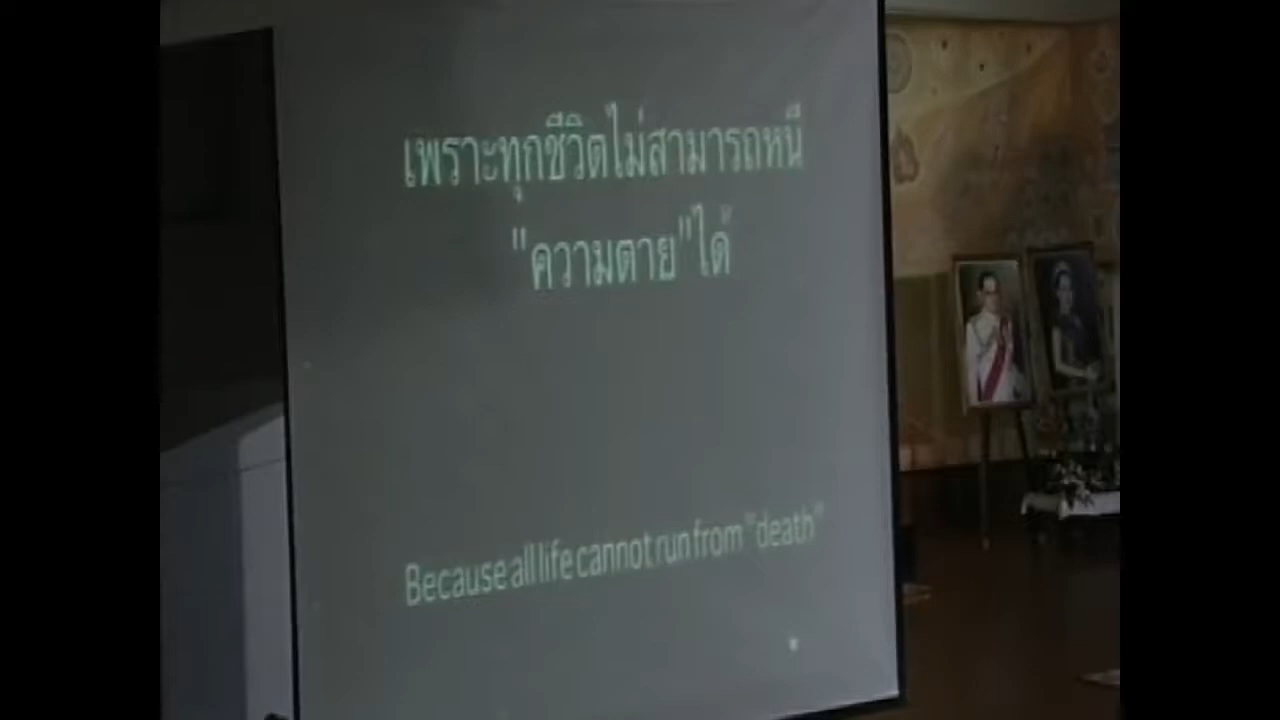 เพราะทุกชีวิตไม่สามารถหนี
"ความตาย"ได้
Because all life cannot run from "death"